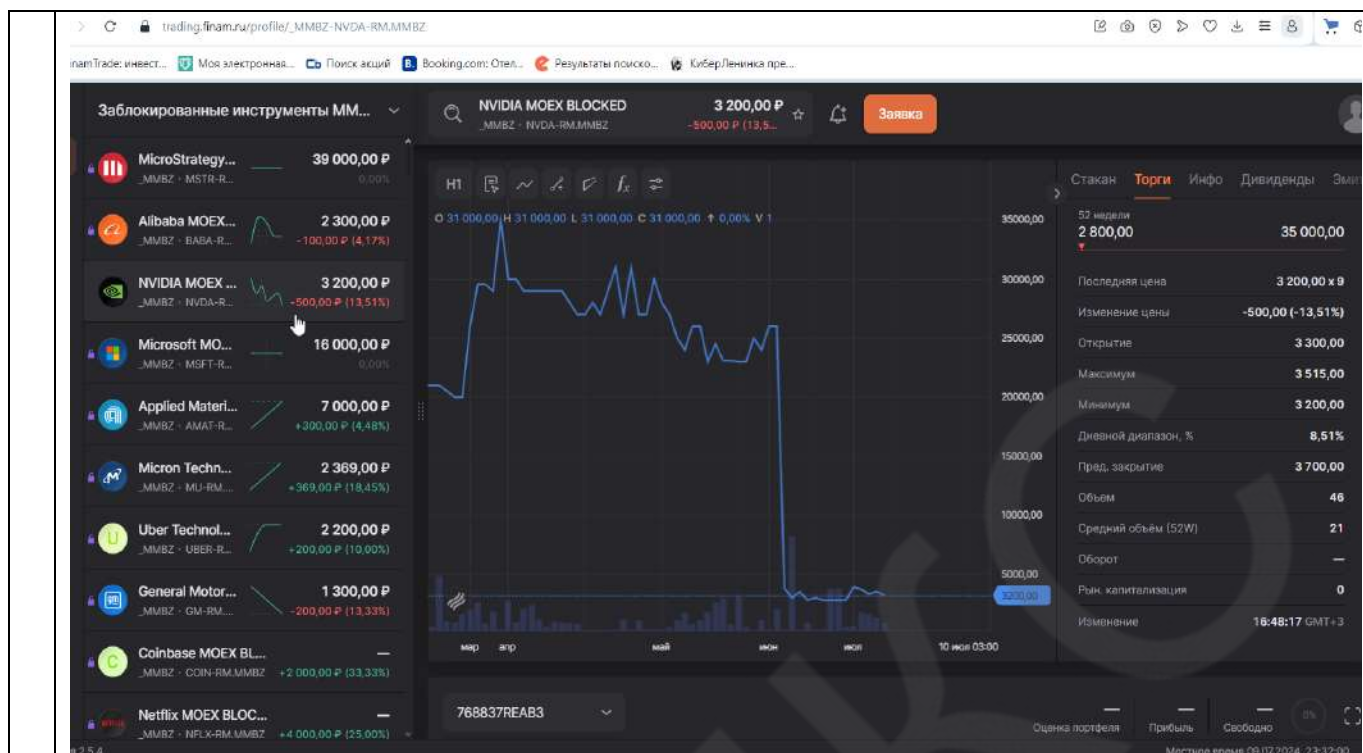 trading.finam.ru/profile/_MMBZ-NVDA-RM.MMBZ
inamTrade: инвест... Моя электронная... Поиск акций Booking.com: Отел... Результаты поиско... КиберЛенинка пре...
Заблокированные инструменты ММ...
NVIDIA MOEX BLOCKED 3 200,00 ₽
_MMBZ · NVDA-RM.MMBZ -500,00 ₽ (13,5...
Заявка
MicroStrategy... 39 000,00 ₽
_MMBZ · MSTR-R... 0,00%
Alibaba MOEX... 2 300,00 ₽
_MMBZ · BABA-R... -100,00 ₽ (4,17%)
NVIDIA MOEX ... 3 200,00 ₽
_MMBZ · NVDA-R... -500,00 ₽ (13,51%)
Microsoft MO... 16 000,00 ₽
_MMBZ · MSFT-R... 0,00%
Applied Materi... 7 000,00 ₽
_MMBZ · AMAT-R... +300,00 ₽ (4,48%)
Micron Techn... 2 369,00 ₽
_MMBZ · MU-RM.... +369,00 ₽ (18,45%)
Uber Technol... 2 200,00 ₽
_MMBZ · UBER-R... +200,00 ₽ (10,00%)
General Motor... 1 300,00 ₽
_MMBZ · GM-RM.... -200,00 ₽ (13,33%)
Coinbase MOEX BL... —
_MMBZ · COIN-RM.MMBZ +2 000,00 ₽ (33,33%)
Netflix MOEX BLOC... —
_MMBZ · NFLX-RM.MMBZ +4 000,00 ₽ (25,00%)
H1
O 31 000,00 H 31 000,00 L 31 000,00 C 31 000,00 ↑ 0,00% V 1
35000,00
30000,00
25000,00
20000,00
15000,00
10000,00
5000,00
3200,00
мар апр май июн июл 10 июл 03:00
Стакан Торги Инфо Дивиденды Эми
52 недели
2 800,00 35 000,00
Последняя цена 3 200,00 x 9
Изменение цены -500,00 (-13,51%)
Открытие 3 300,00
Максимум 3 515,00
Минимум 3 200,00
Дневной диапазон, % 8,51%
Пред. закрытие 3 700,00
Объем 46
Средний объём (52W) 21
Оборот —
Рын. капитализация 0
Изменение 16:48:17 GMT+3
768837REAB3
— — — 0%
Оценка портфеля Прибыль Свободно
2.5.4 Местное время 09.07.2024, 23:32:00